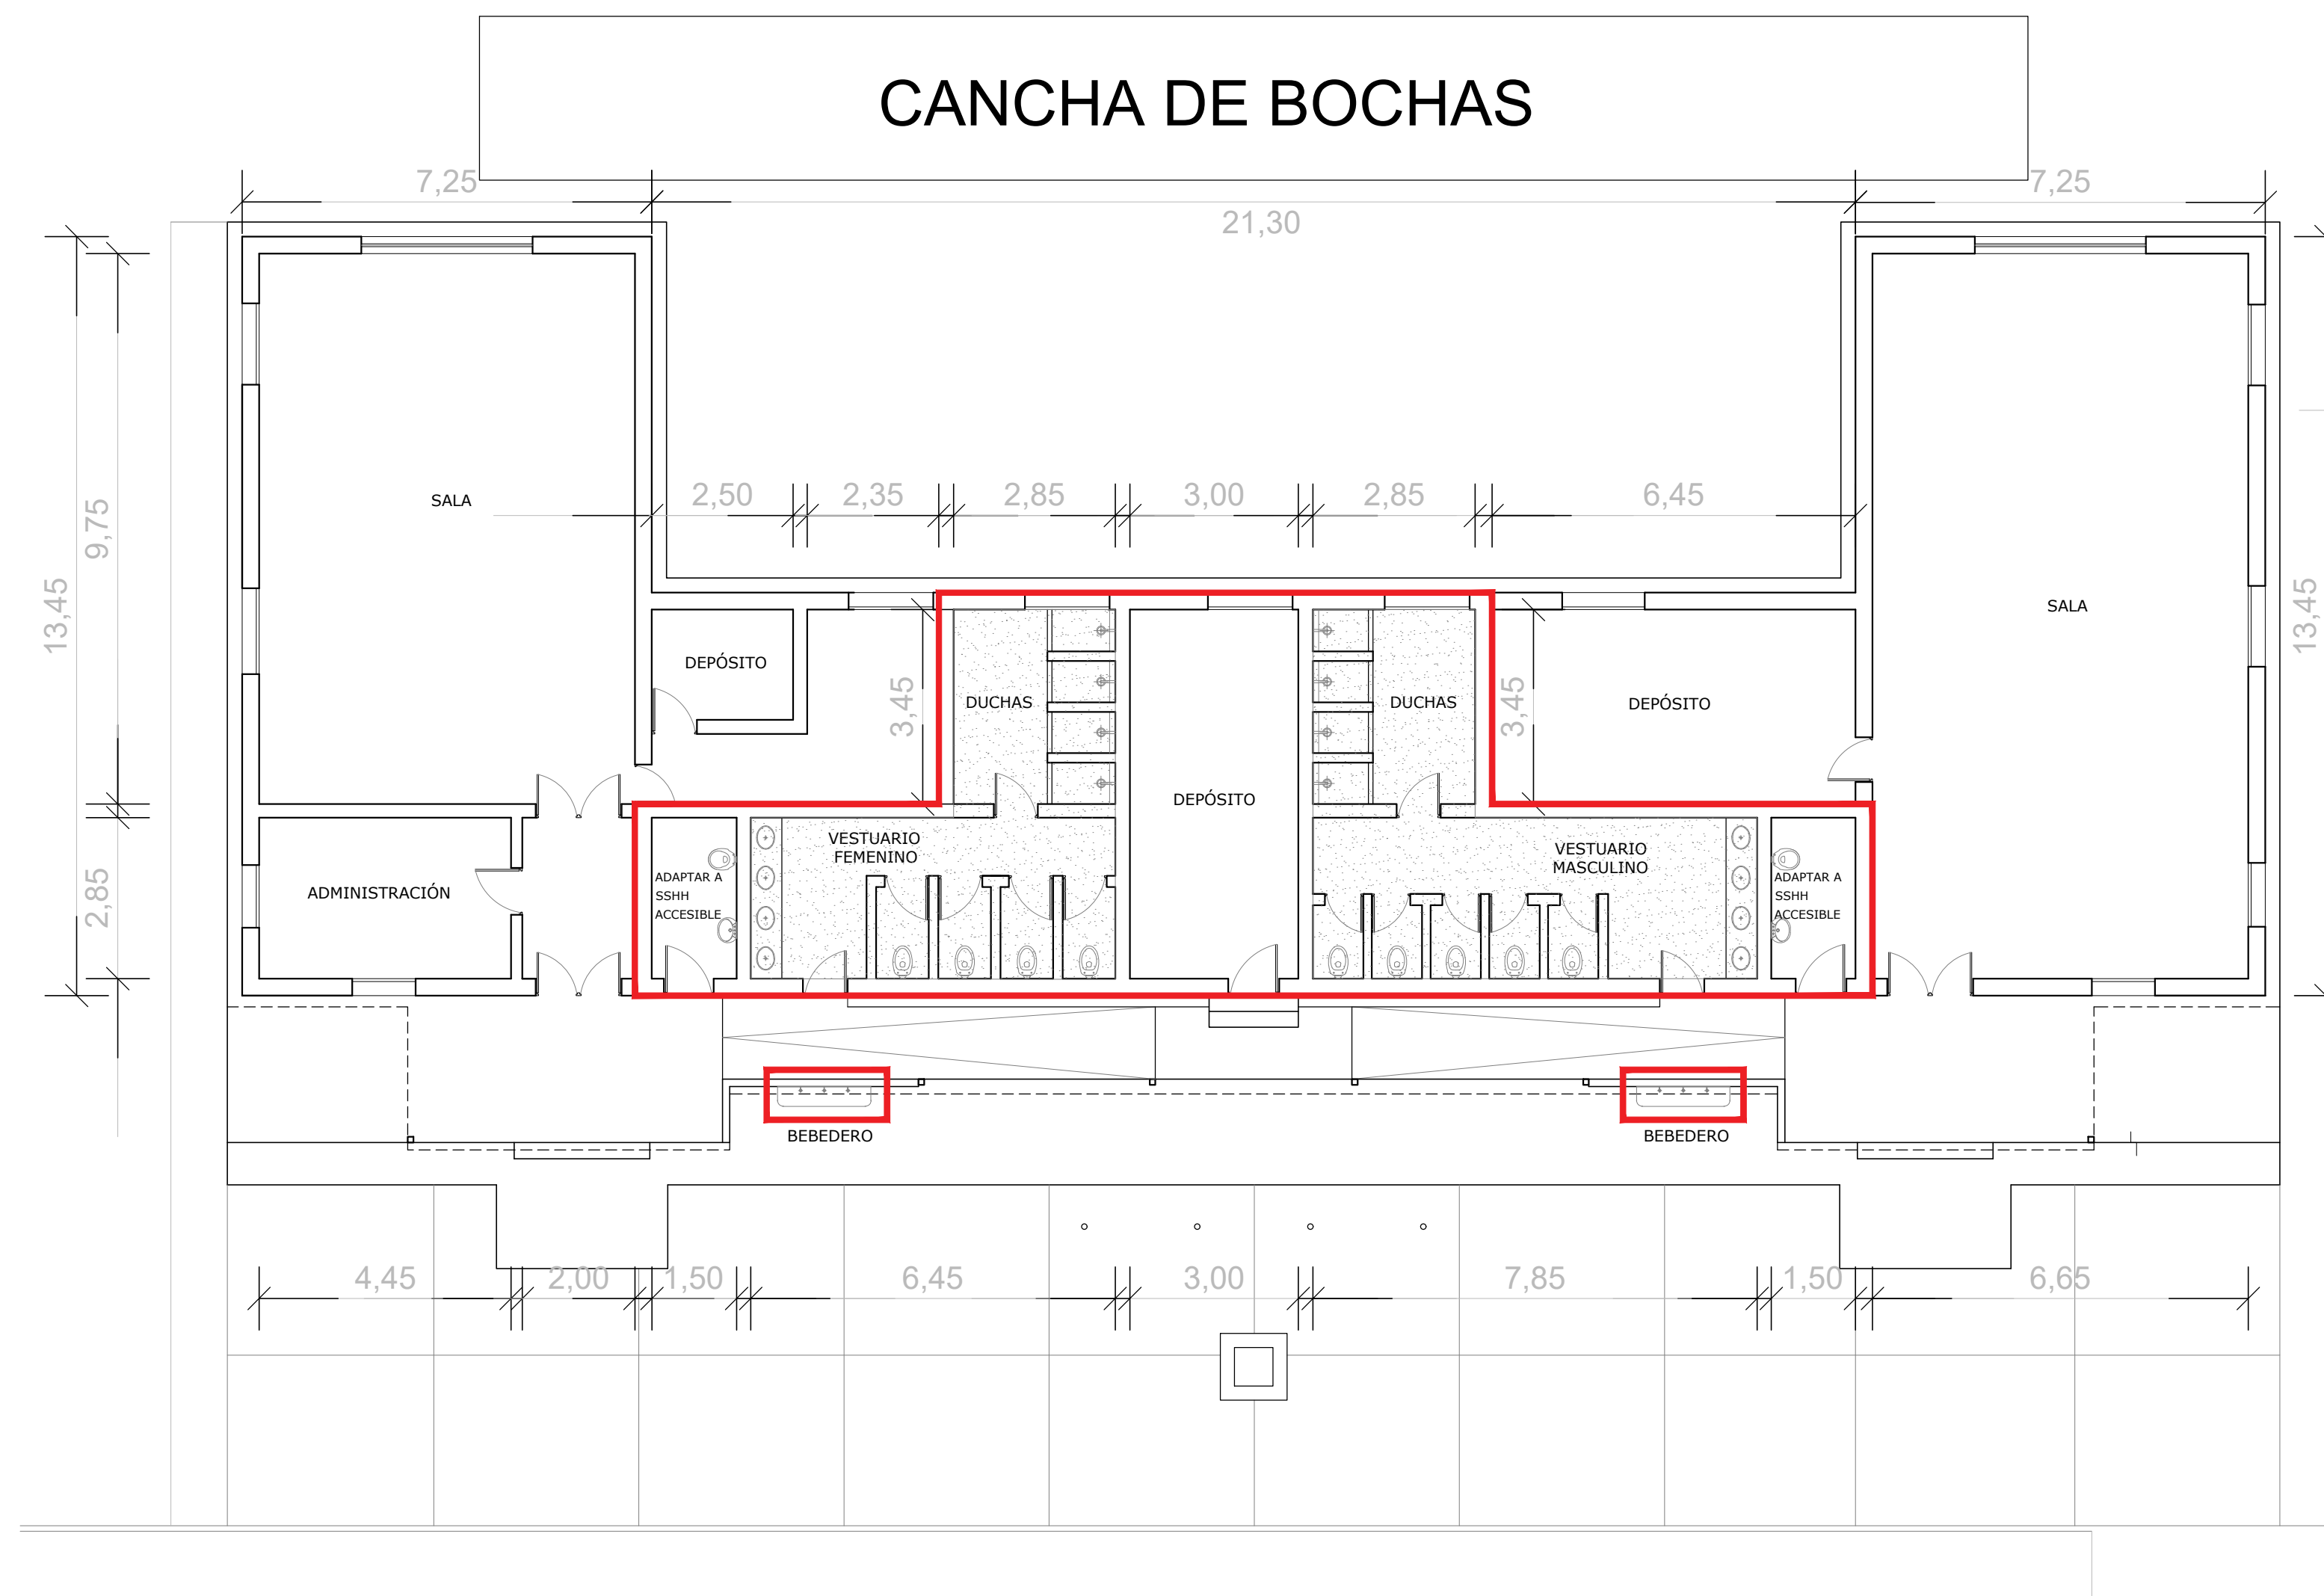 CANCHA DE BOCHAS
7,25
7,25
21,30
2,50
2,35
2,85
3,00
2,85
6,45
SALA
9,75
13,45
SALA
13,45
DEPÓSITO
3,45
DUCHAS
DUCHAS
3,45
DEPÓSITO
DEPÓSITO
VESTUARIO
FEMENINO
VESTUARIO
MASCULINO
2,85
ADMINISTRACIÓN
ADAPTAR A
SSHH
ACCESIBLE
ADAPTAR A
SSHH
ACCESIBLE
BEBEDERO
BEBEDERO
4,45
2,00
1,50
6,45
3,00
7,85
1,50
6,65